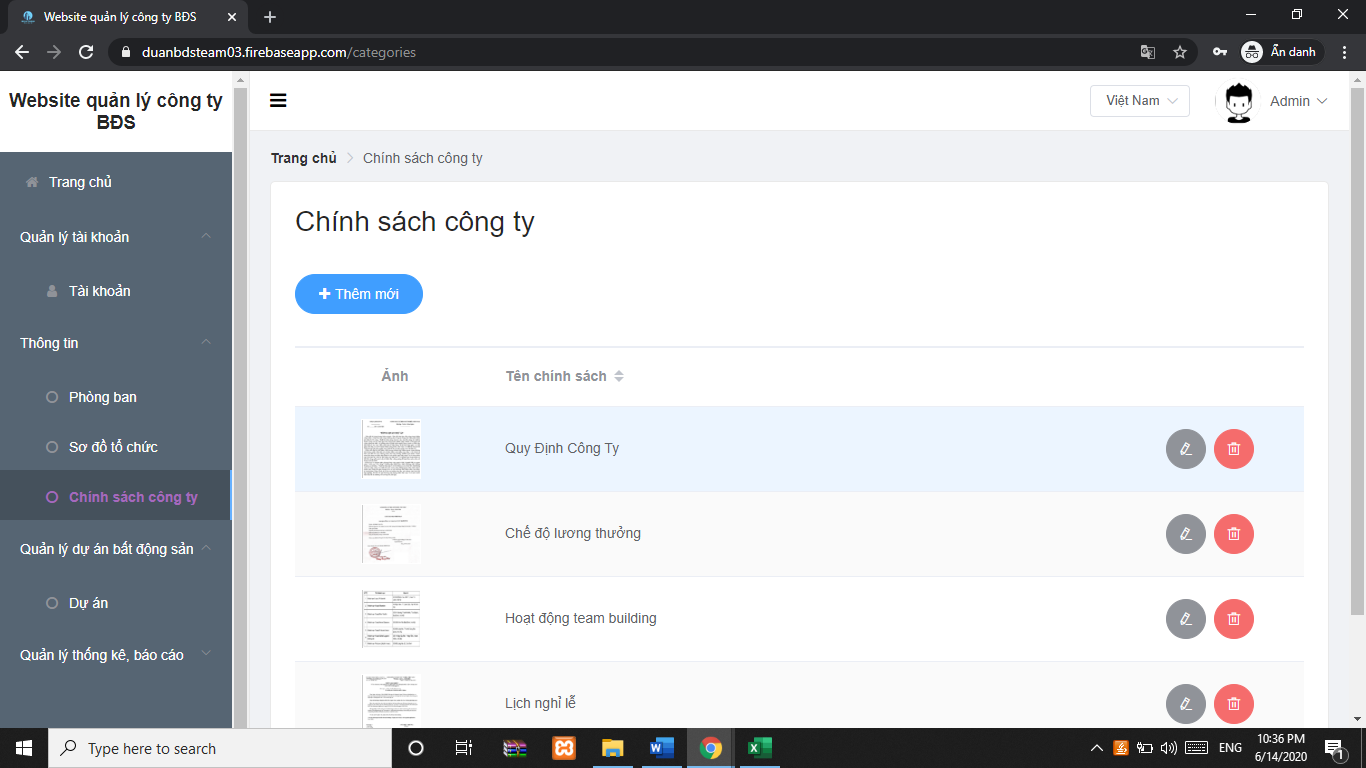 Website quản lý công ty BĐS
duanbdsteam03.firebaseapp.com/categories
Ẩn danh
Website quản lý công ty
BĐS
Việt Nam
Admin
Trang chủ
Quản lý tài khoản
Tài khoản
Thông tin
Phòng ban
Sơ đồ tổ chức
Chính sách công ty
Quản lý dự án bất động sản
Dự án
Quản lý thống kê, báo cáo
Trang chủ > Chính sách công ty
Chính sách công ty
Thêm mới
Ảnh Tên chính sách
Quy Định Công Ty
Chế độ lương thưởng
Hoạt động team building
Lịch nghỉ lễ
Type here to search
ENG
10:36 PM
6/14/2020
1